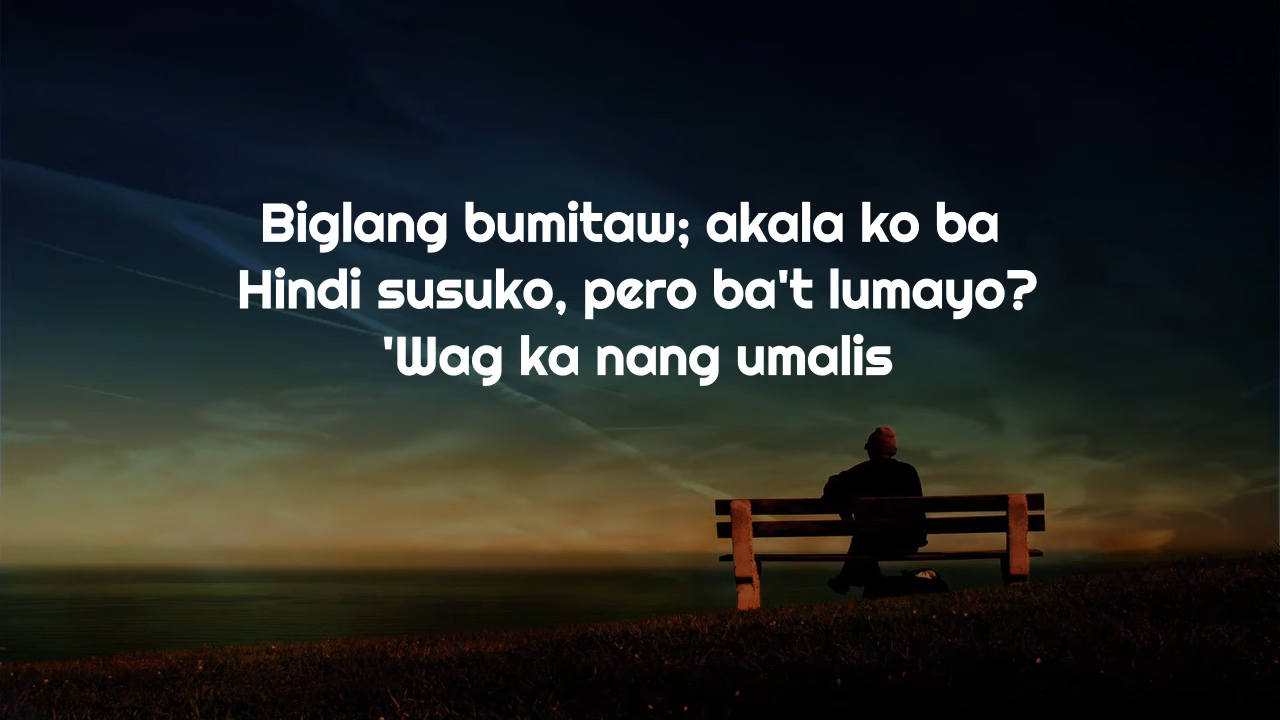 Biglang bumitaw; akala ko ba
Hindi susuko, pero ba't lumayo?
'Wag ka nang umalis